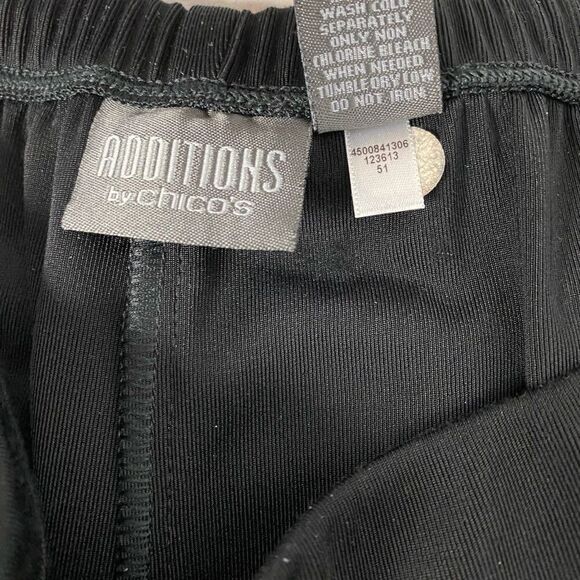 WASH COLD
SEPARATELY
ONLY NON
CHLORINE BLEACH
WHEN NEEDED
TUMBLE DRY LOW
DO NOT IRON
ADDITIONS
by chico's
4500841306
123613
51